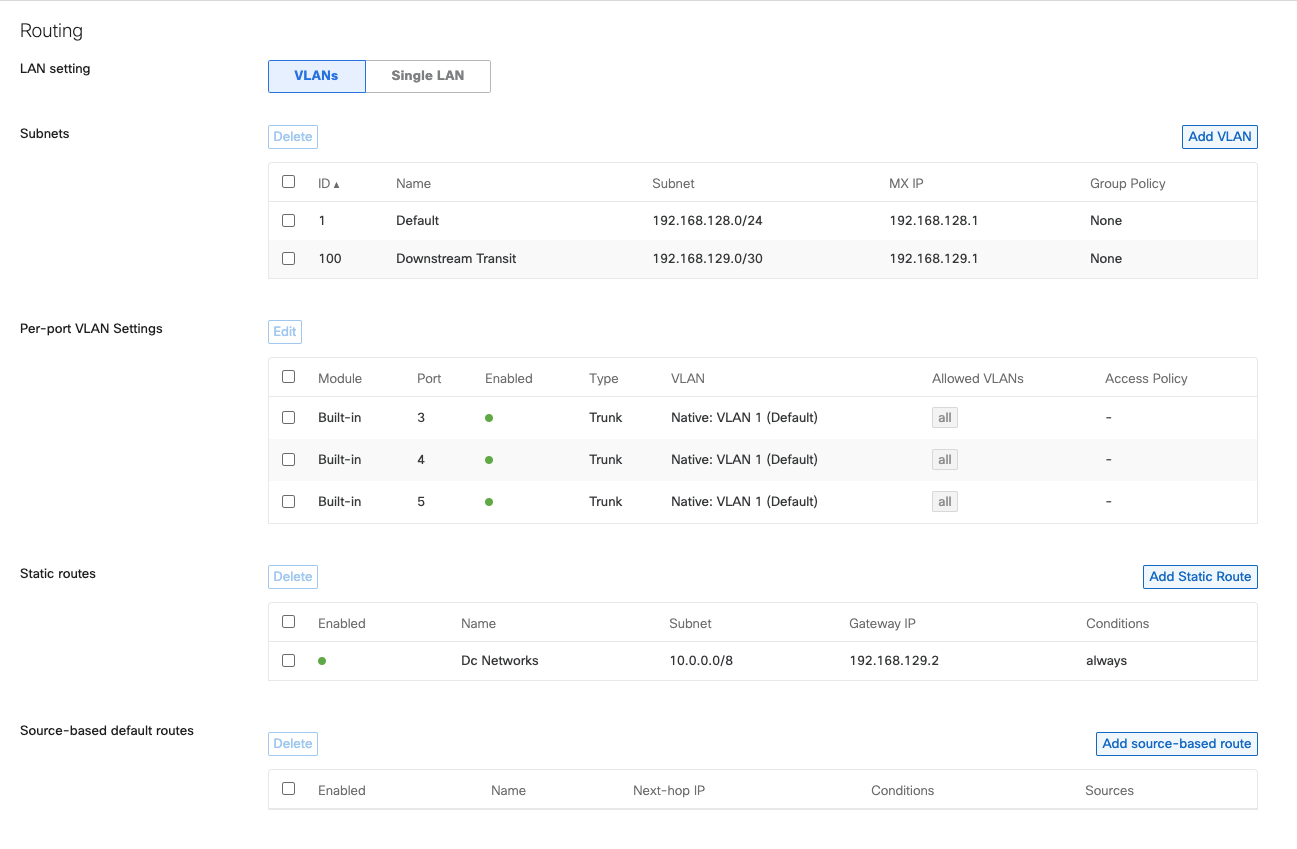 Routing
LAN setting
VLANs Single LAN
Subnets
Delete Add VLAN
ID ▲ Name Subnet MX IP Group Policy
1 Default 192.168.128.0/24 192.168.128.1 None
100 Downstream Transit 192.168.129.0/30 192.168.129.1 None
Per-port VLAN Settings
Edit
Module Port Enabled Type VLAN Allowed VLANs Access Policy
Built-in 3 Trunk Native: VLAN 1 (Default) all -
Built-in 4 Trunk Native: VLAN 1 (Default) all -
Built-in 5 Trunk Native: VLAN 1 (Default) all -
Static routes
Delete Add Static Route
Enabled Name Subnet Gateway IP Conditions
Dc Networks 10.0.0.0/8 192.168.129.2 always
Source-based default routes
Delete Add source-based route
Enabled Name Next-hop IP Conditions Sources